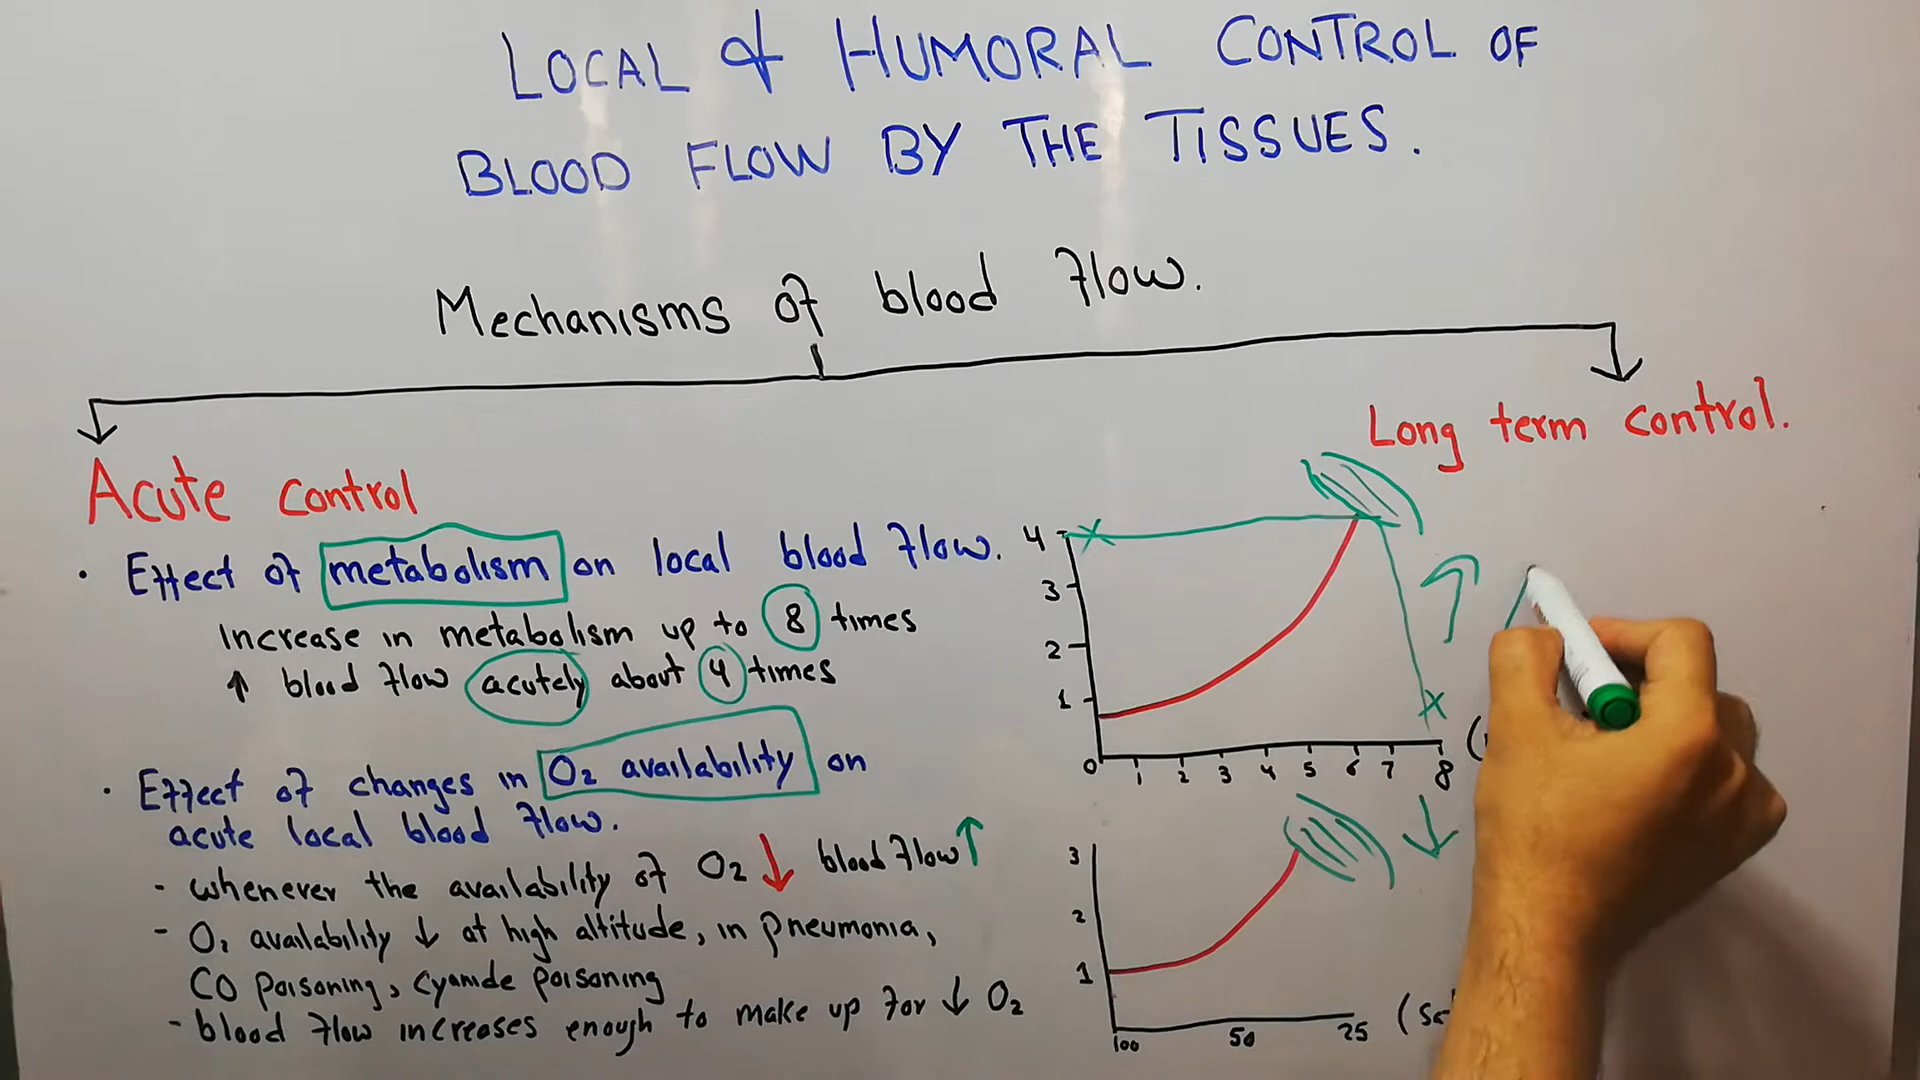 LOCAL & HUMORAL CONTROL OF
BLOOD FLOW BY THE TISSUES.
Mechanisms of blood flow.
Acute control
Long term control.
· Effect of metabolism on local blood flow.
Increase in metabolism up to 8 times
↑ blood flow acutely about 4 times
· Effect of changes in O2 availability on
acute local blood flow.
- whenever the availability of O2 ↓ blood flow ↑
- O2 availability ↓ at high altitude, in pneumonia,
CO poisoning, cyanide poisoning
- blood flow increases enough to make up for ↓ O2
4
3
2
1
0 1 2 3 4 5 6 7 8
3
2
1
100 50 25